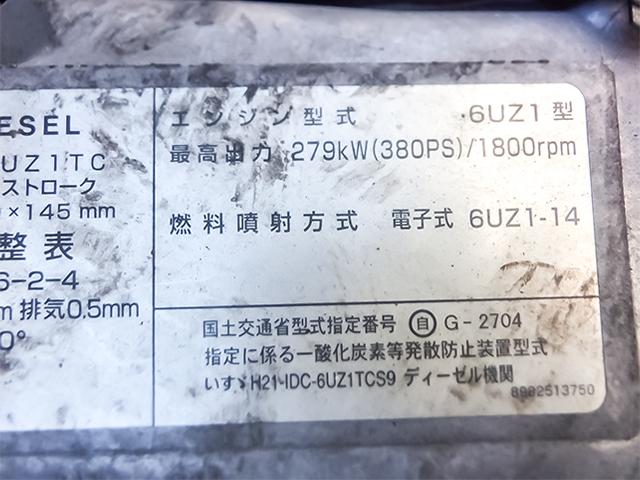 ESEL
UZ1TC
ストローク
×145 mm
整 表
6-2-4
m 排気0.5mm
0°
エンジン型式 6UZ1型
最高出力 279kW(380PS)/1800rpm
燃料噴射方式 電子式 6UZ1-14
国土交通省型式指定番号 自 G-2704
指定に係る一酸化炭素等発散防止装置型式
いすゞH21-IDC-6UZ1TCS9 ディーゼル機関
8982513750